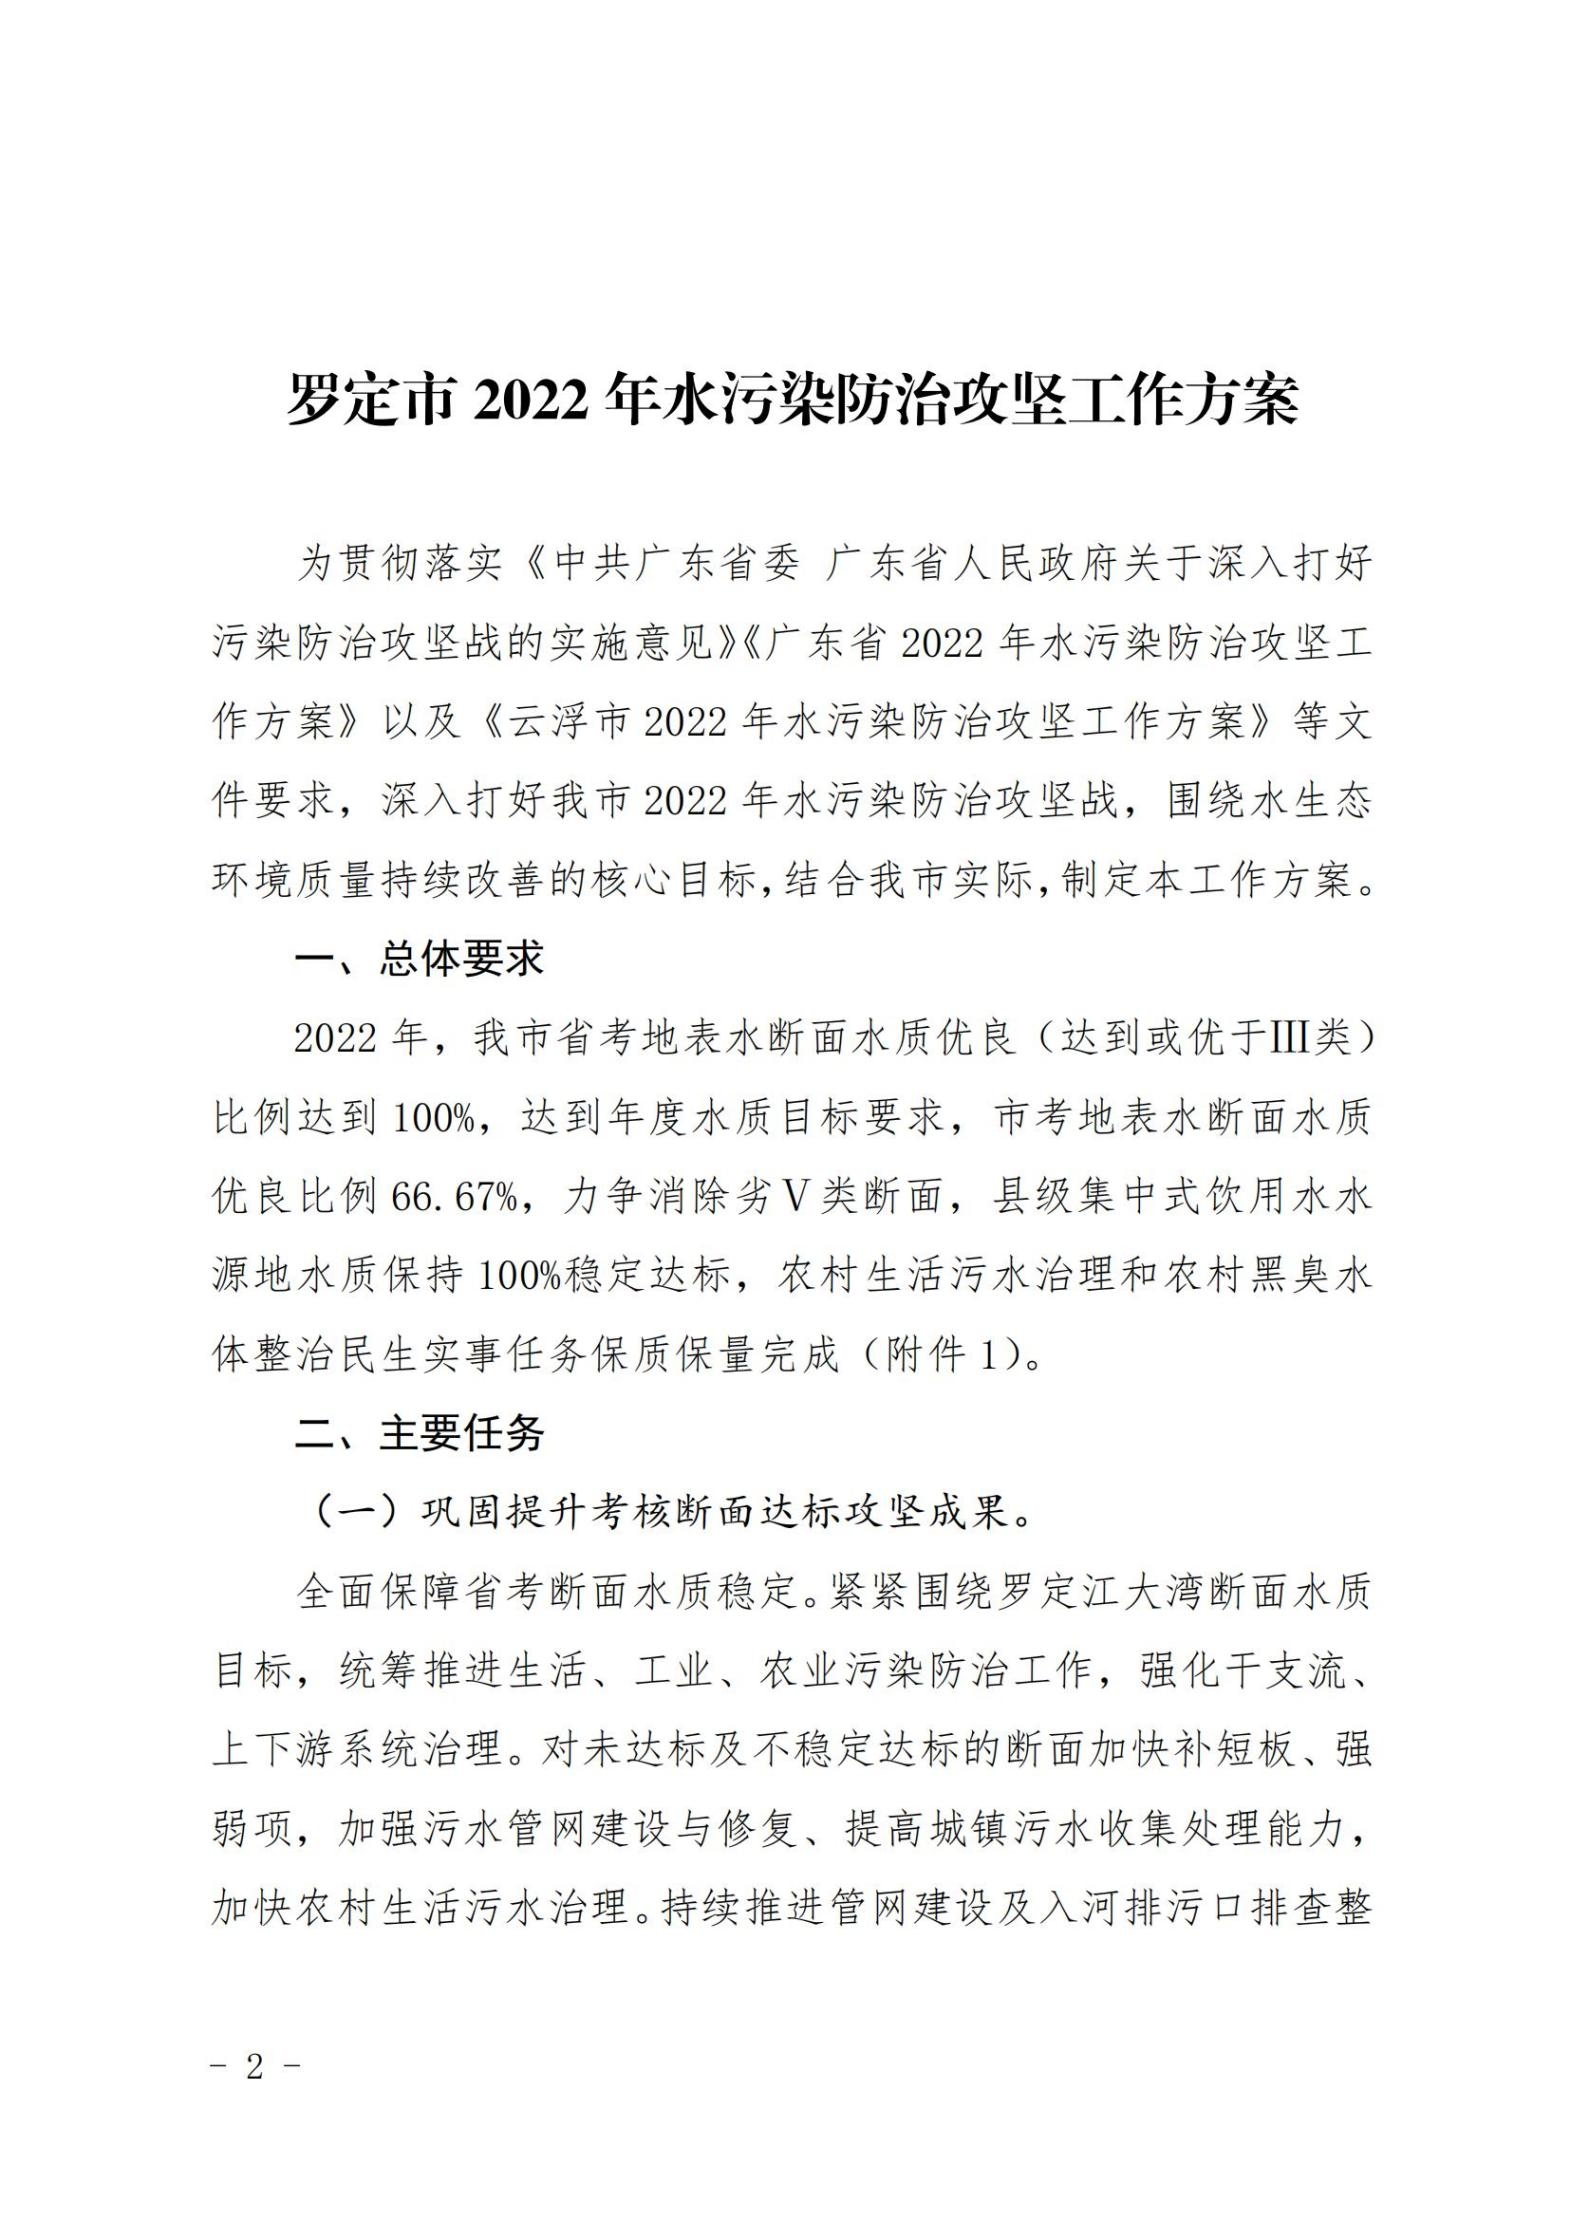 罗定市 2022 年水污染防治攻坚工作方案
为贯彻落实《中共广东省委 广东省人民政府关于深入打好
污染防治攻坚战的实施意见》《广东省 2022 年水污染防治攻坚工
作方案》以及《云浮市 2022 年水污染防治攻坚工作方案》等文
件要求，深入打好我市 2022 年水污染防治攻坚战，围绕水生态
环境质量持续改善的核心目标，结合我市实际，制定本工作方案。
一、总体要求
2022 年，我市省考地表水断面水质优良（达到或优于Ⅲ类）
比例达到 100%，达到年度水质目标要求，市考地表水断面水质
优良比例 66.67%，力争消除劣Ⅴ类断面，县级集中式饮用水水
源地水质保持 100%稳定达标，农村生活污水治理和农村黑臭水
体整治民生实事任务保质保量完成（附件 1）。
二、主要任务
（一）巩固提升考核断面达标攻坚成果。
全面保障省考断面水质稳定。紧紧围绕罗定江大湾断面水质
目标，统筹推进生活、工业、农业污染防治工作，强化干支流、
上下游系统治理。对未达标及不稳定达标的断面加快补短板、强
弱项，加强污水管网建设与修复、提高城镇污水收集处理能力，
加快农村生活污水治理。持续推进管网建设及入河排污口排查整
- 2 -